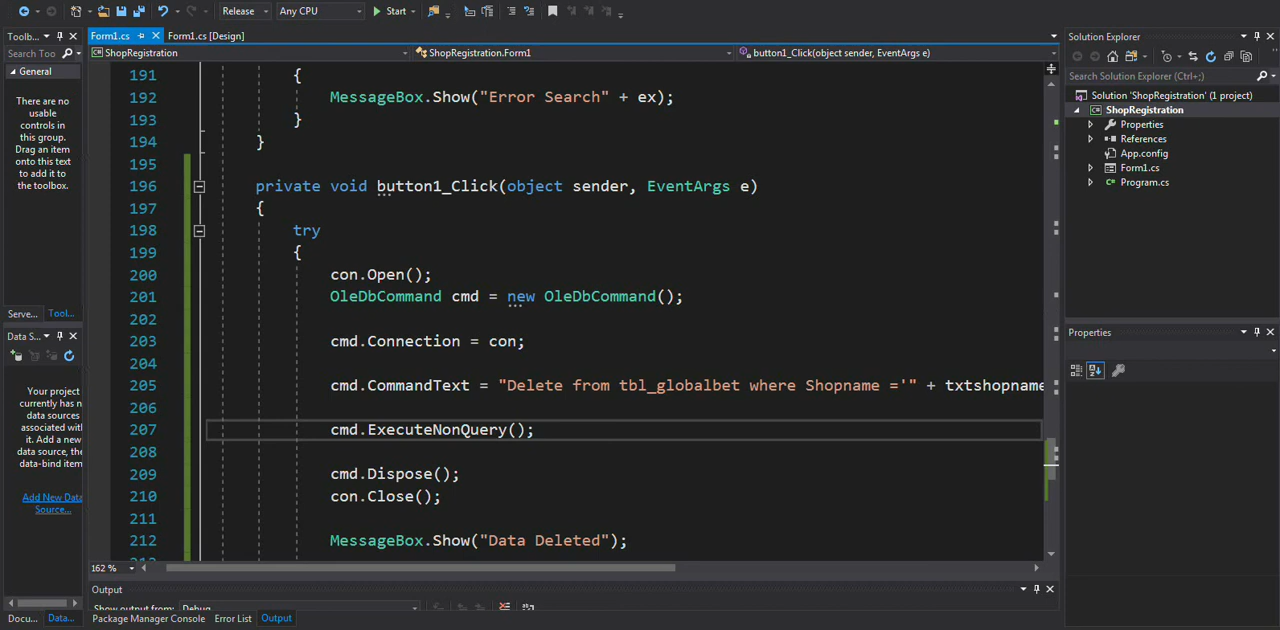 Release Any CPU Start
Toolb...
Search Too
General
There are no
usable
controls in
this group.
Drag an item
onto this text
to add it to
the toolbox.
Serve... Tool...
Data S...
Your project
currently has n
data sources
associated with
it. Add a new
data source, the
data-bind item
Add New Data
Source...
Docu... Data...
Form1.cs Form1.cs [Design]
ShopRegistration ShopRegistration.Form1 button1_Click(object sender, EventArgs e)
191 {
192 MessageBox.Show("Error Search" + ex);
193 }
194 }
195
196 private void button1_Click(object sender, EventArgs e)
197 {
198 try
199 {
200 con.Open();
201 OleDbCommand cmd = new OleDbCommand();
202
203 cmd.Connection = con;
204
205 cmd.CommandText = "Delete from tbl_globalbet where Shopname ='" + txtshopname
206
207 cmd.ExecuteNonQuery();
208
209 cmd.Dispose();
210 con.Close();
211
212 MessageBox.Show("Data Deleted");
162 %
Output
Show output from: Debug
Package Manager Console Error List Output
Solution Explorer
Search Solution Explorer (Ctrl+;)
Solution 'ShopRegistration' (1 project)
ShopRegistration
Properties
References
App.config
Form1.cs
Program.cs
Properties